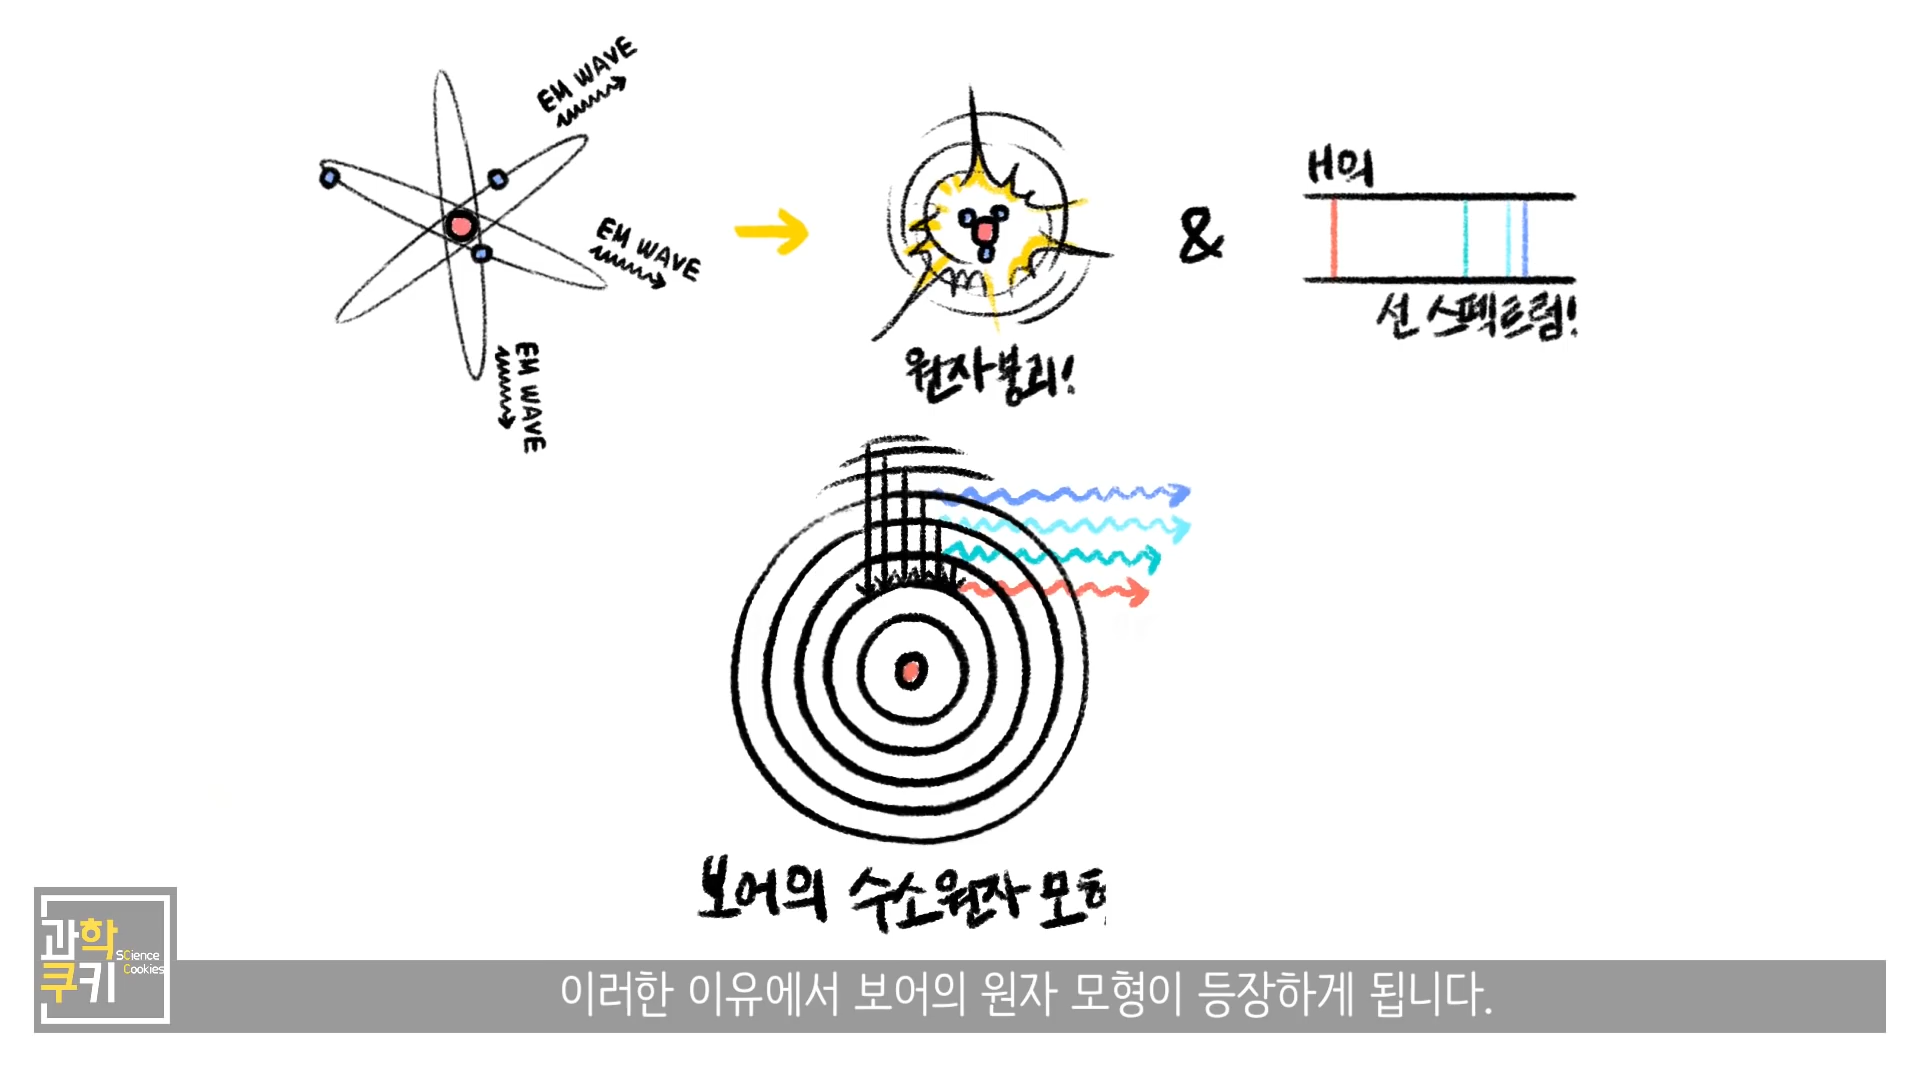 EM WAVE
EM WAVE
EM WAVE
원자붕괴!
&
H의
선 스펙트럼!
보어의 수소원자 모
과학
쿠키
Science
Cookies
이러한 이유에서 보어의 원자 모형이 등장하게 됩니다.